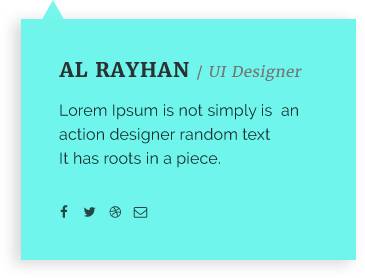 AL RAYHAN / UI Designer
Lorem Ipsum is not simply is an
action designer random text
It has roots in a piece.